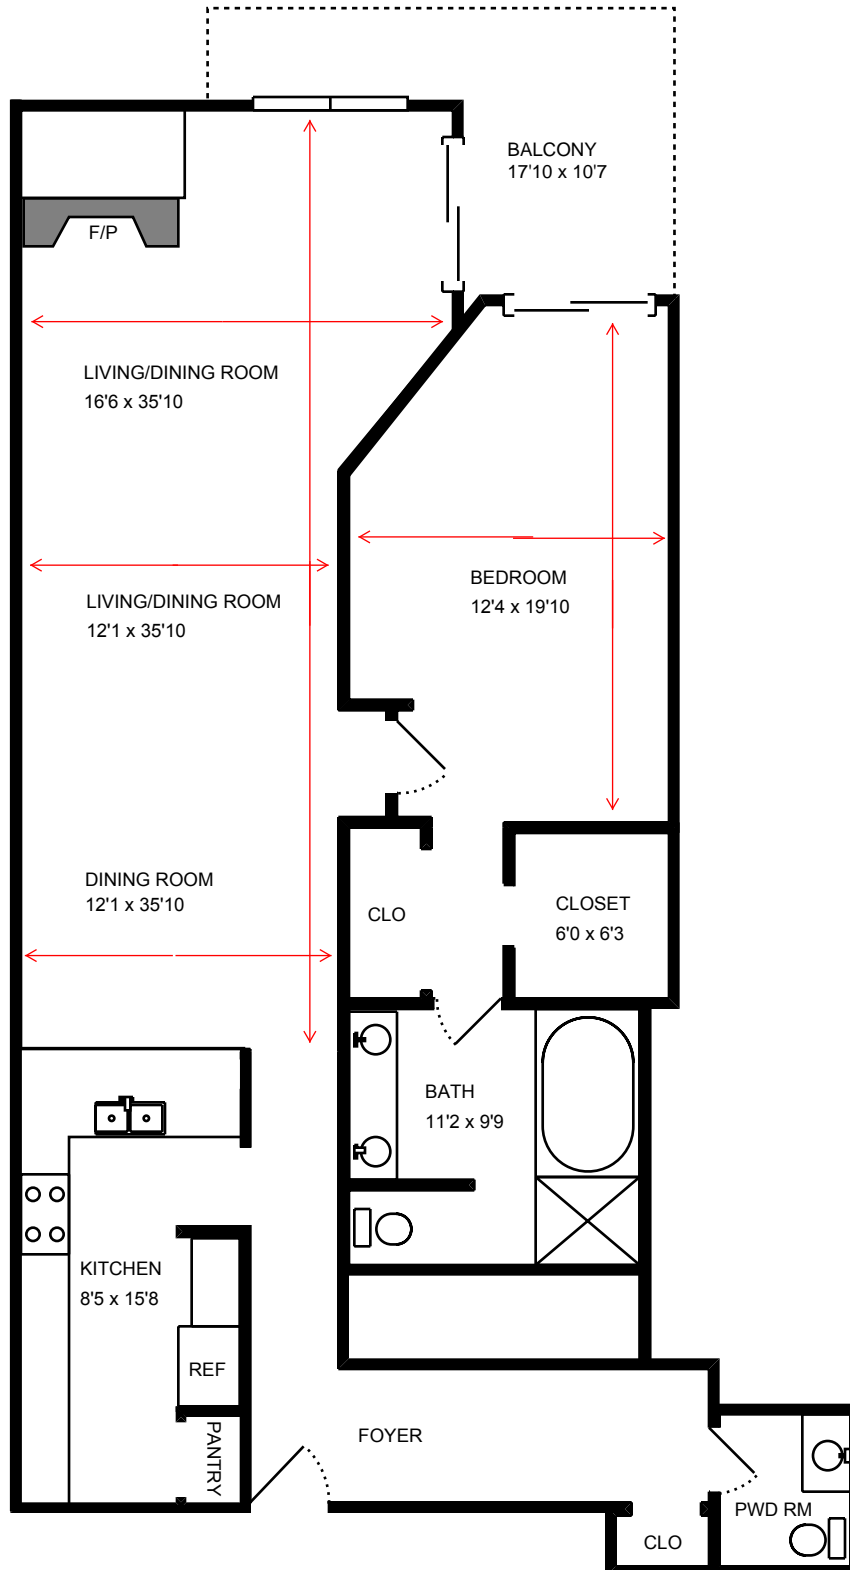 BALCONY
17'10 x 10'7
F/P
LIVING/DINING ROOM
16'6 x 35'10
BEDROOM
12'4 x 19'10
LIVING/DINING ROOM
12'1 x 35'10
DINING ROOM
12'1 x 35'10
CLO
CLOSET
6'0 x 6'3
BATH
11'2 x 9'9
KITCHEN
8'5 x 15'8
REF
PANTRY
FOYER
PWD RM
CLO